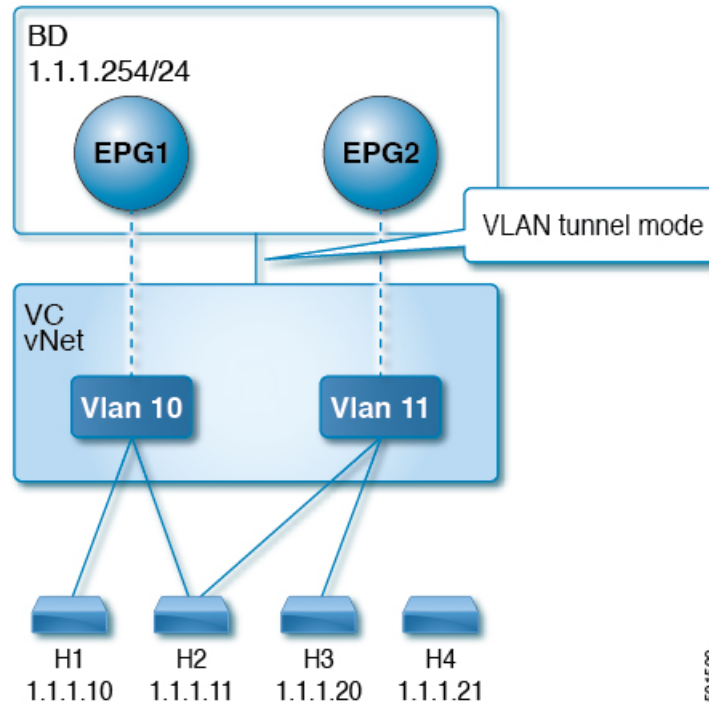 BD
1.1.1.254/24
EPG1
EPG2
VLAN tunnel mode
VC
vNet
Vlan 10
Vlan 11
H1
1.1.1.10
H2
1.1.1.11
H3
1.1.1.20
H4
1.1.1.21